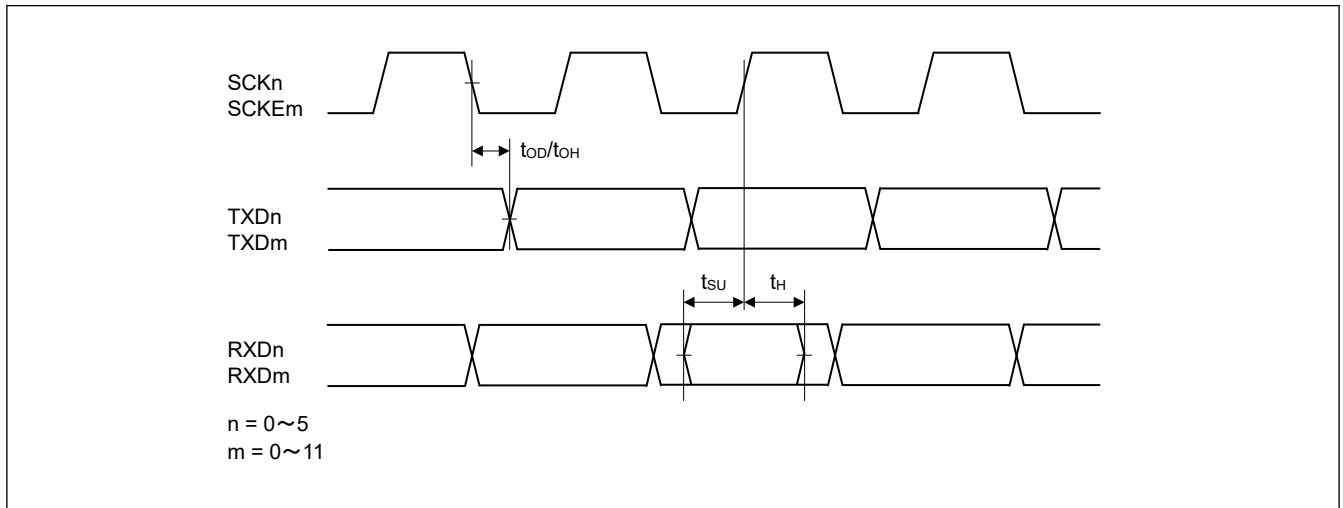 SCKn
SCKEm
tOD/tOH
TXDn
TXDm
tSU
tH
RXDn
RXDm
n = 0～5
m = 0～11